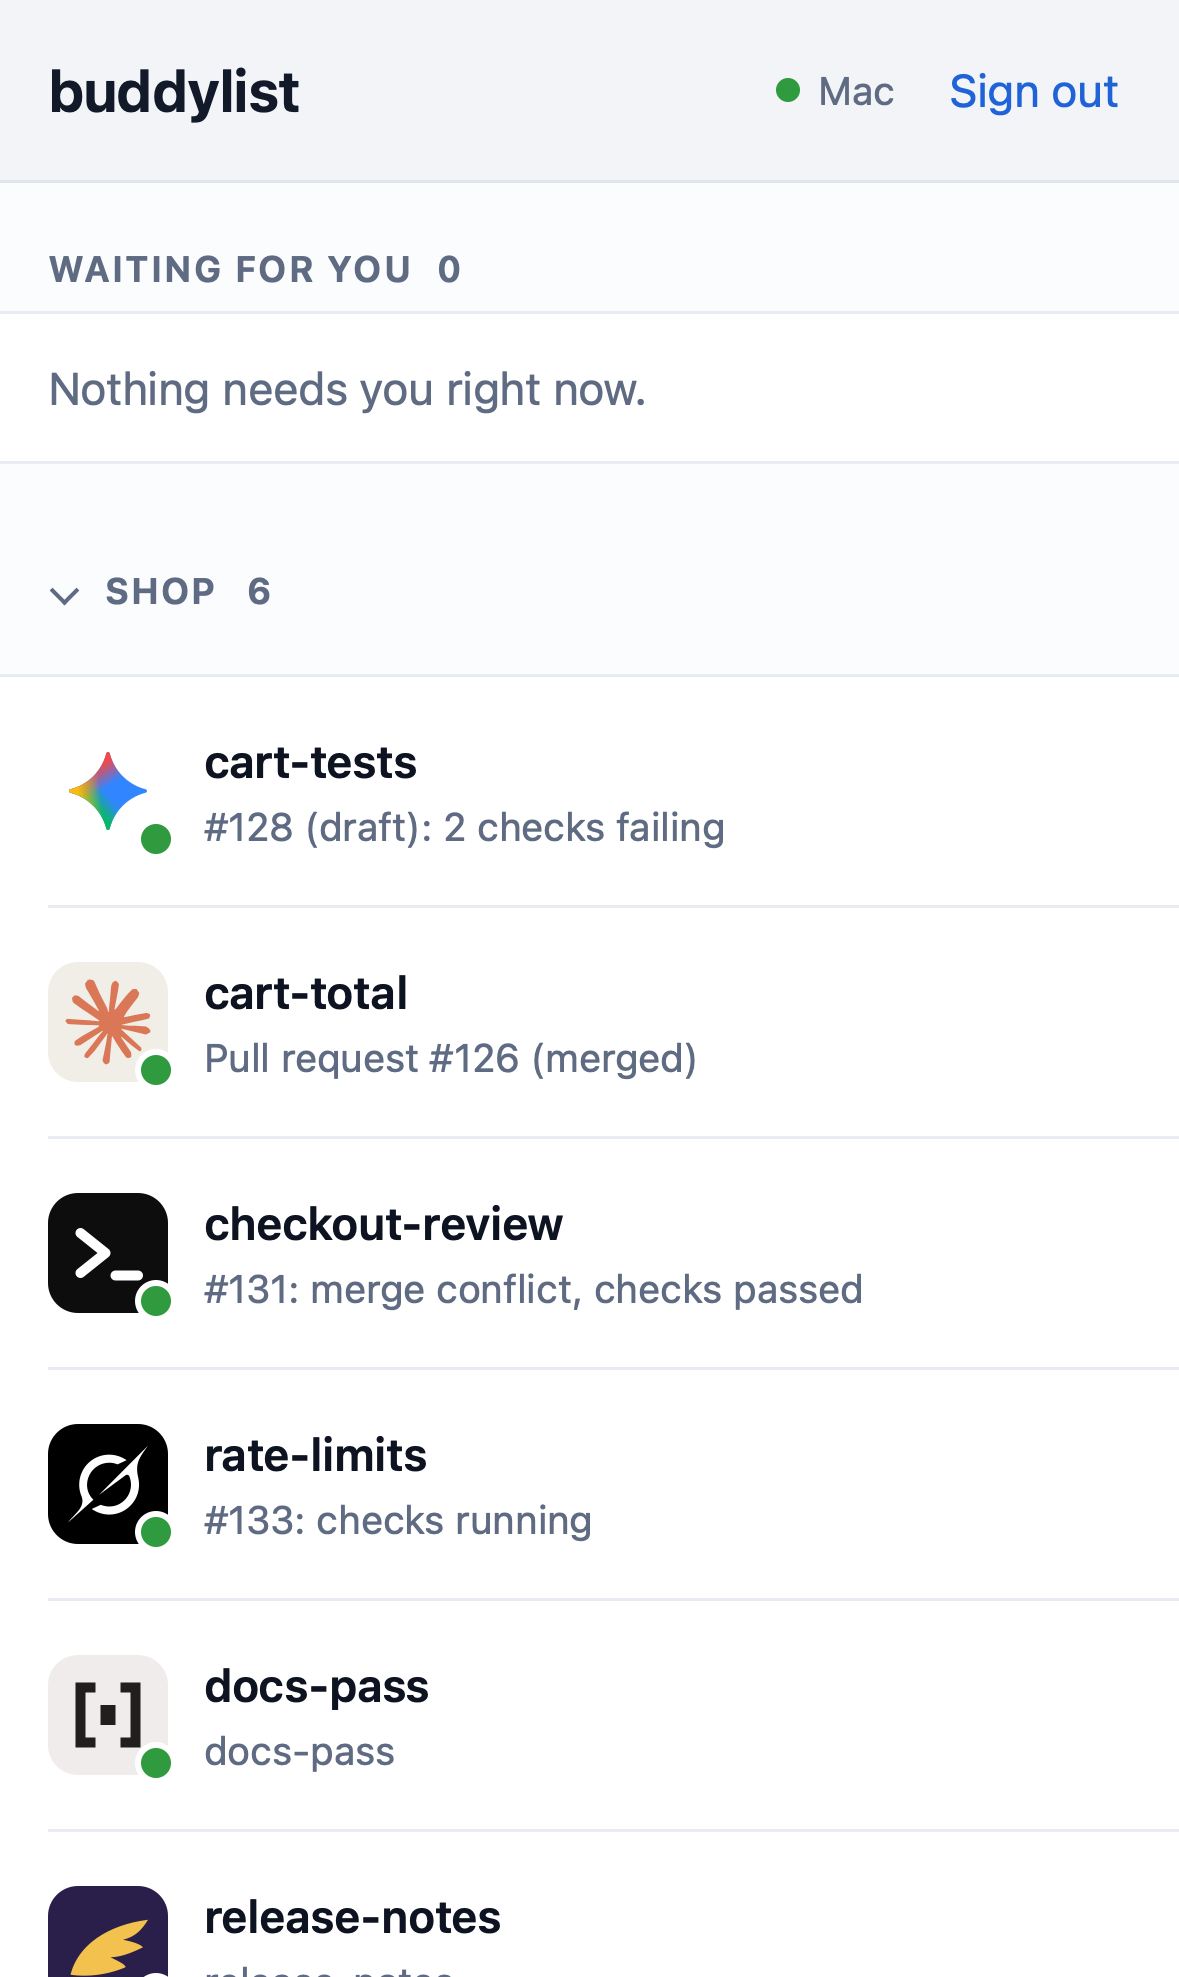 buddylist
Mac
Sign out
WAITING FOR YOU 0
Nothing needs you right now.
SHOP 6
cart-tests
#128 (draft): 2 checks failing
cart-total
Pull request #126 (merged)
checkout-review
#131: merge conflict, checks passed
rate-limits
#133: checks running
docs-pass
docs-pass
release-notes
release-notes